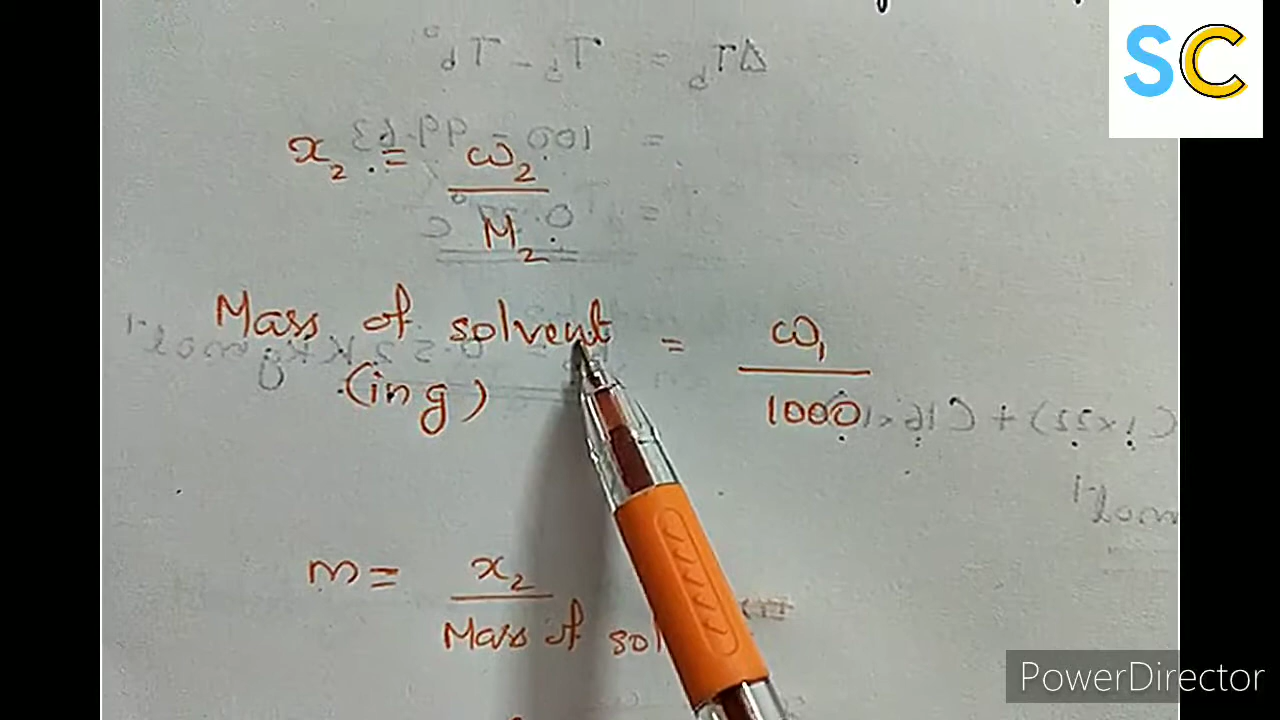 SC
x₂ = ω₂
M₂
Mass of solvent = ω₁
(in g) 1000
m = x₂
Mass of sol
PowerDirector